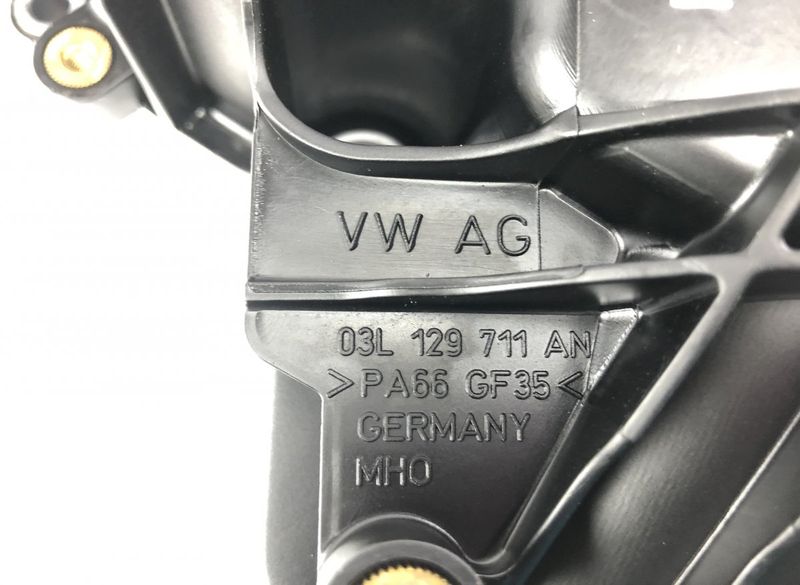 VW AG
03L 129 711 AN
>PA66 GF35<
GERMANY
MHO